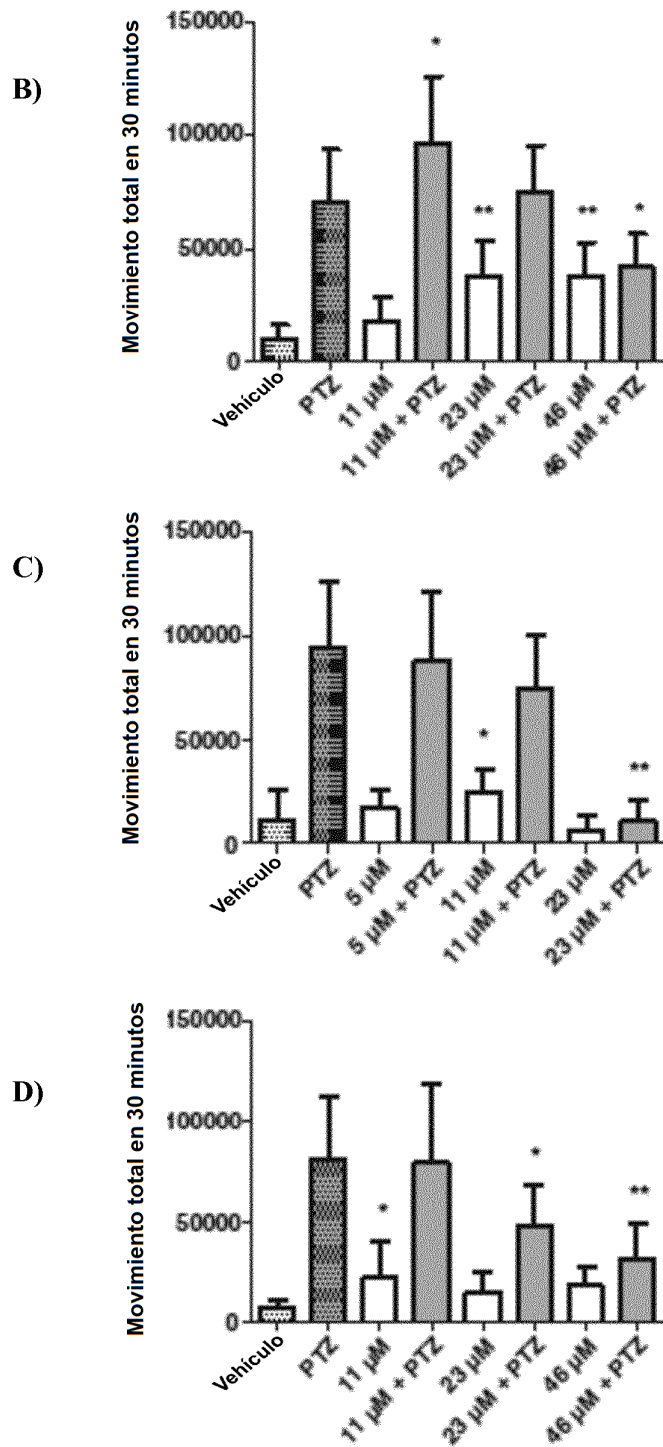 B)
Movimiento total en 30 minutos
150000
100000
50000
0
*
**
**
*
Vehículo
PTZ
11 µM
11 µM + PTZ
23 µM
23 µM + PTZ
46 µM
46 µM + PTZ
C)
Movimiento total en 30 minutos
150000
100000
50000
0
*
**
Vehículo
PTZ
5 µM
5 µM + PTZ
11 µM
11 µM + PTZ
23 µM
23 µM + PTZ
D)
Movimiento total en 30 minutos
150000
100000
50000
0
*
*
**
Vehículo
PTZ
11 µM
11 µM + PTZ
23 µM
23 µM + PTZ
46 µM
46 µM + PTZ